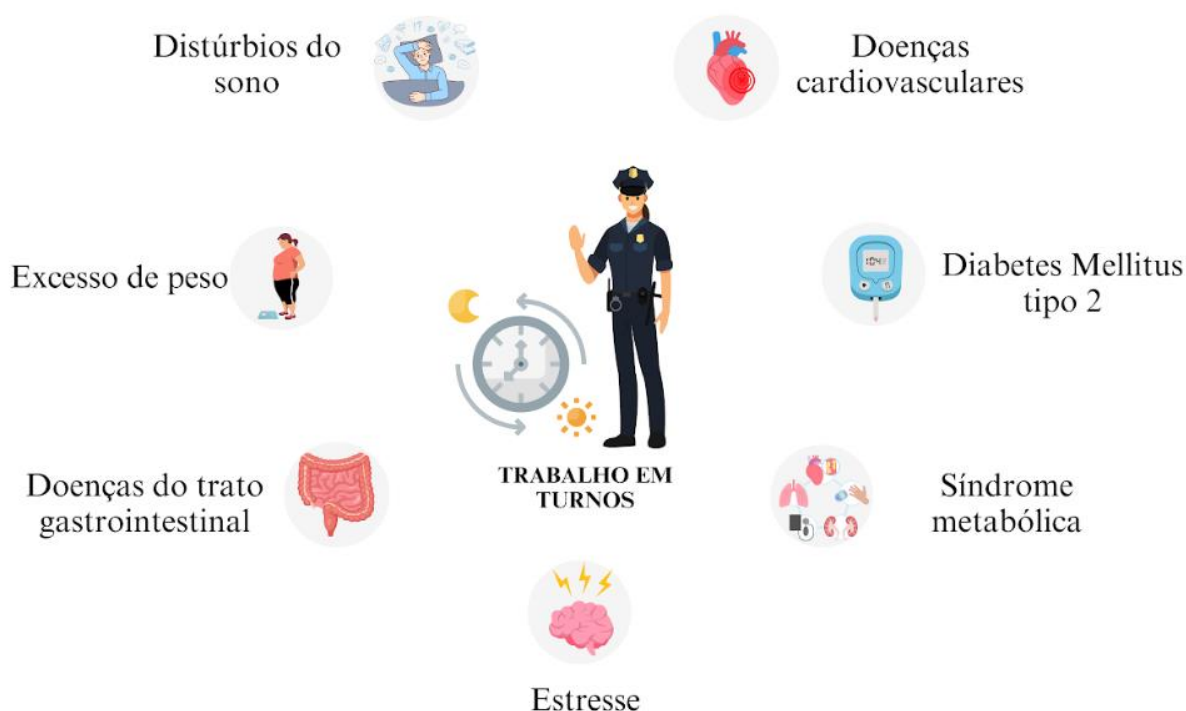 Distúrbios do
sono
Doenças
cardiovasculares
Excesso de peso
Diabetes Mellitus
tipo 2
TRABALHO EM
TURNOS
Doenças do trato
gastrointestinal
Síndrome
metabólica
Estresse